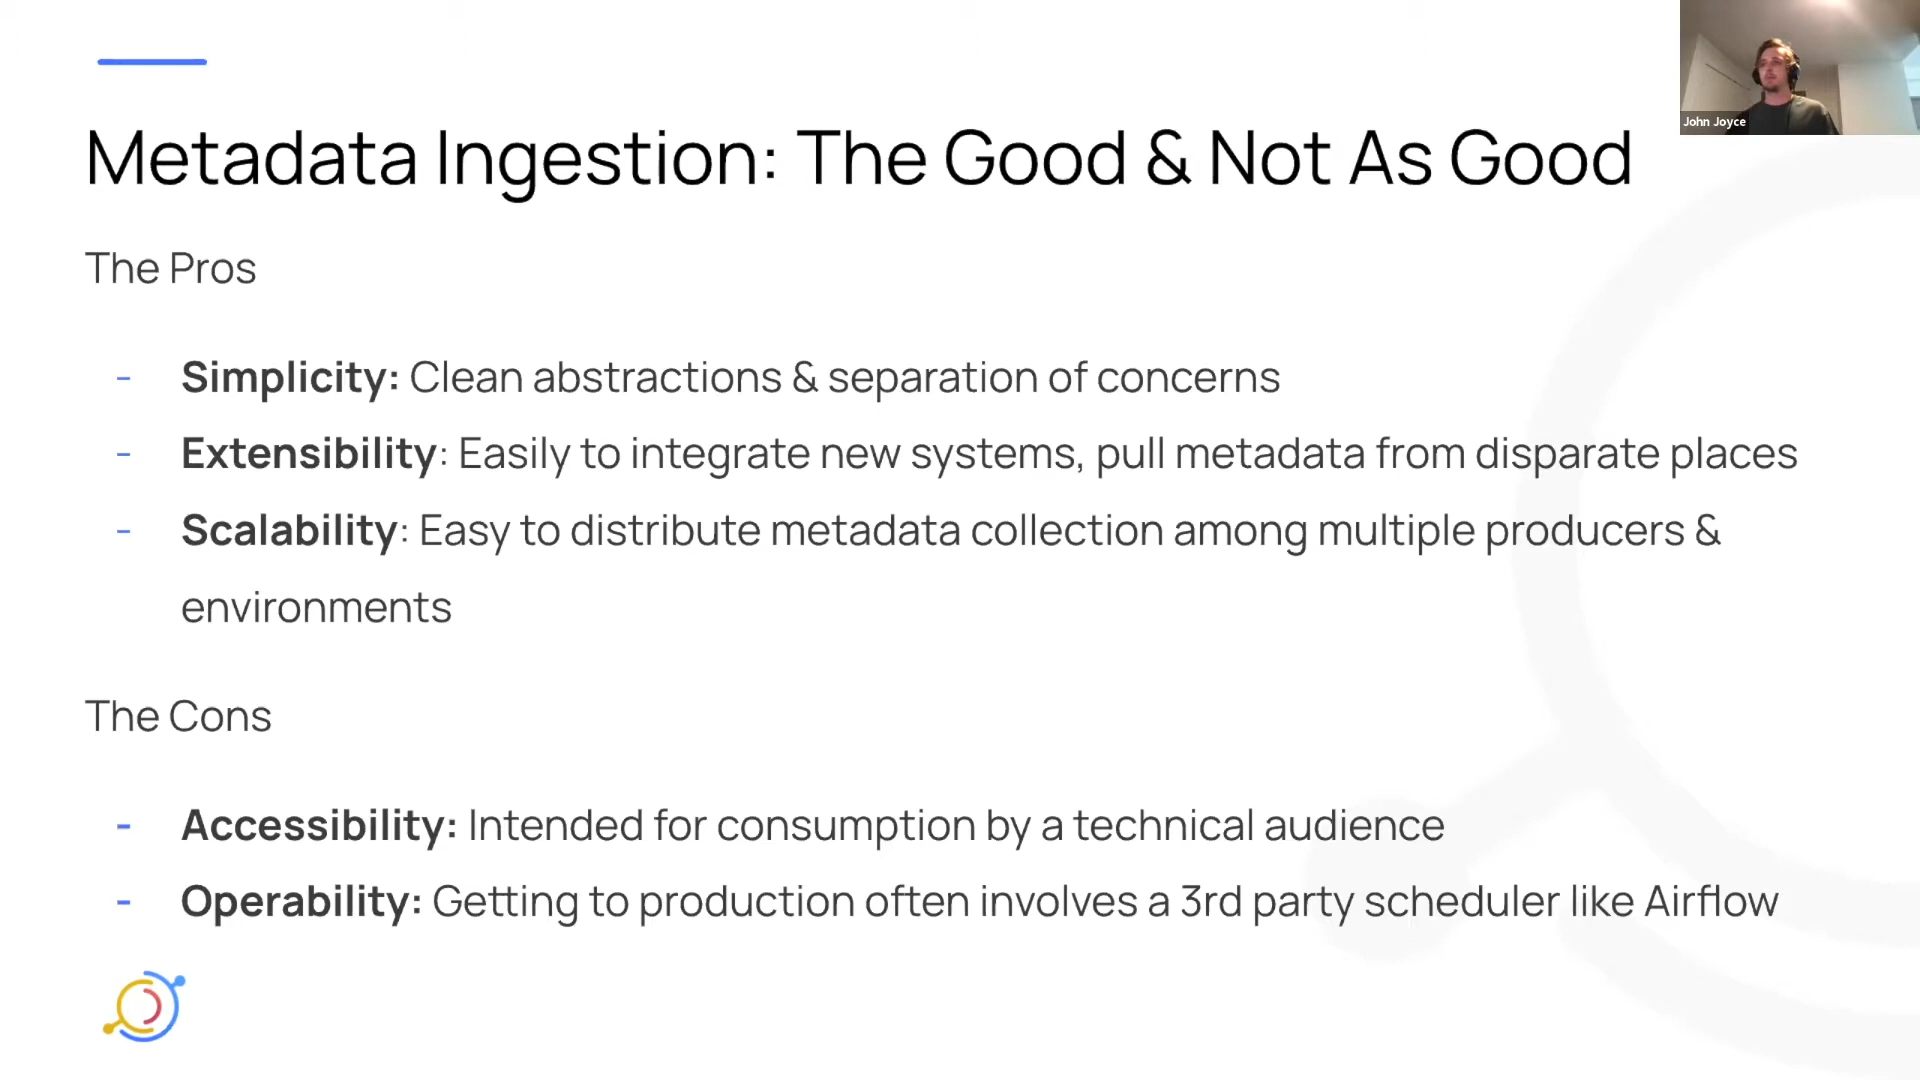 John Joyce
Metadata Ingestion: The Good & Not As Good
The Pros
- Simplicity: Clean abstractions & separation of concerns
- Extensibility: Easily to integrate new systems, pull metadata from disparate places
- Scalability: Easy to distribute metadata collection among multiple producers &
environments
The Cons
- Accessibility: Intended for consumption by a technical audience
- Operability: Getting to production often involves a 3rd party scheduler like Airflow